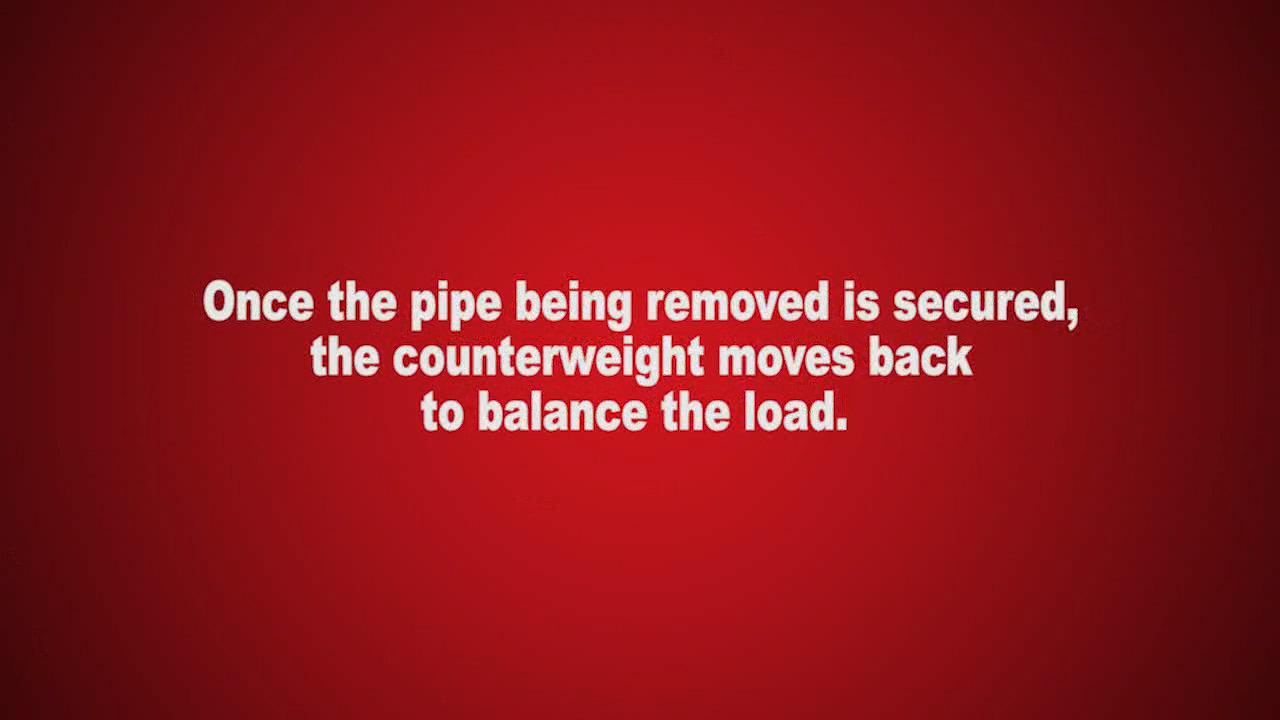 Once the pipe being removed is secured,
the counterweight moves back
to balance the load.